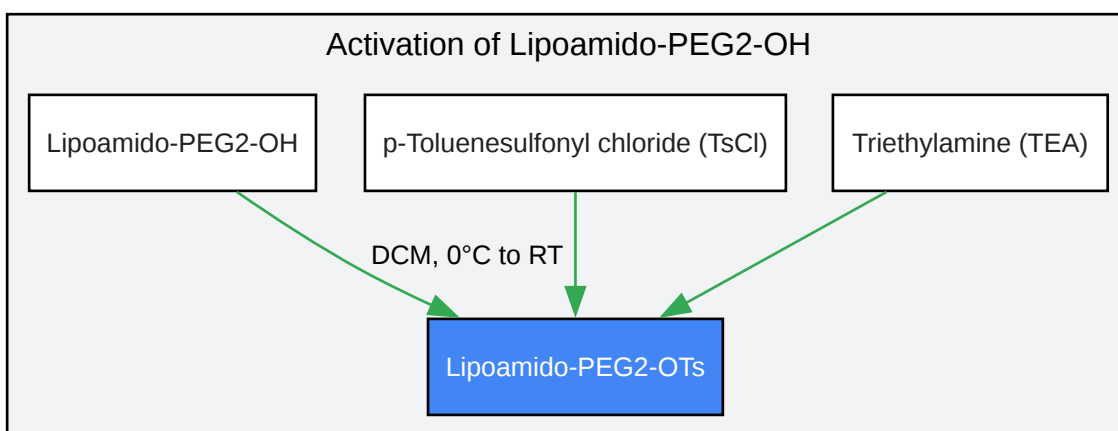 Activation of Lipoamido-PEG2-OH
Lipoamido-PEG2-OH
p-Toluenesulfonyl chloride (TsCl)
Triethylamine (TEA)
DCM, 0°C to RT
Lipoamido-PEG2-OTs